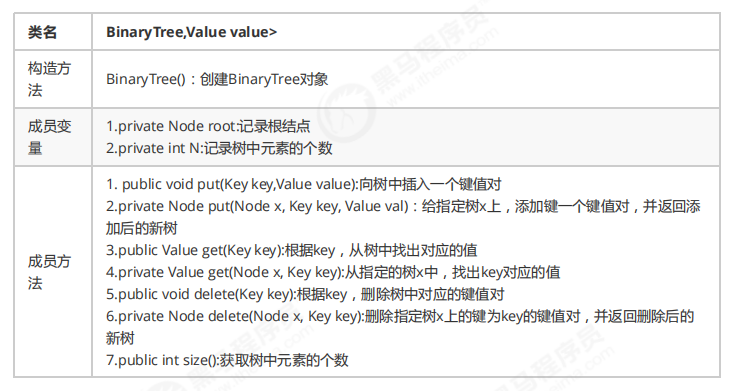 类名 BinaryTree,Value value>
构造方 BinaryTree()：创建BinaryTree对象
法
成员变 1.private Node root:记录根结点
量 2.private int N:记录树中元素的个数
成员方 1. public void put(Key key,Value value):向树中插入一个键值对
法 2.private Node put(Node x, Key key, Value val)：给指定树x上，添加键一个键值对，并返回添
加后的新树
3.public Value get(Key key):根据key，从树中找出对应的值
4.private Value get(Node x, Key key):从指定的树x中，找出key对应的值
5.public void delete(Key key):根据key，删除树中对应的键值对
6.private Node delete(Node x, Key key):删除指定树x上的键为key的键值对，并返回删除后的
新树
7.public int size():获取树中元素的个数
黑马程序员
www.itheima.com